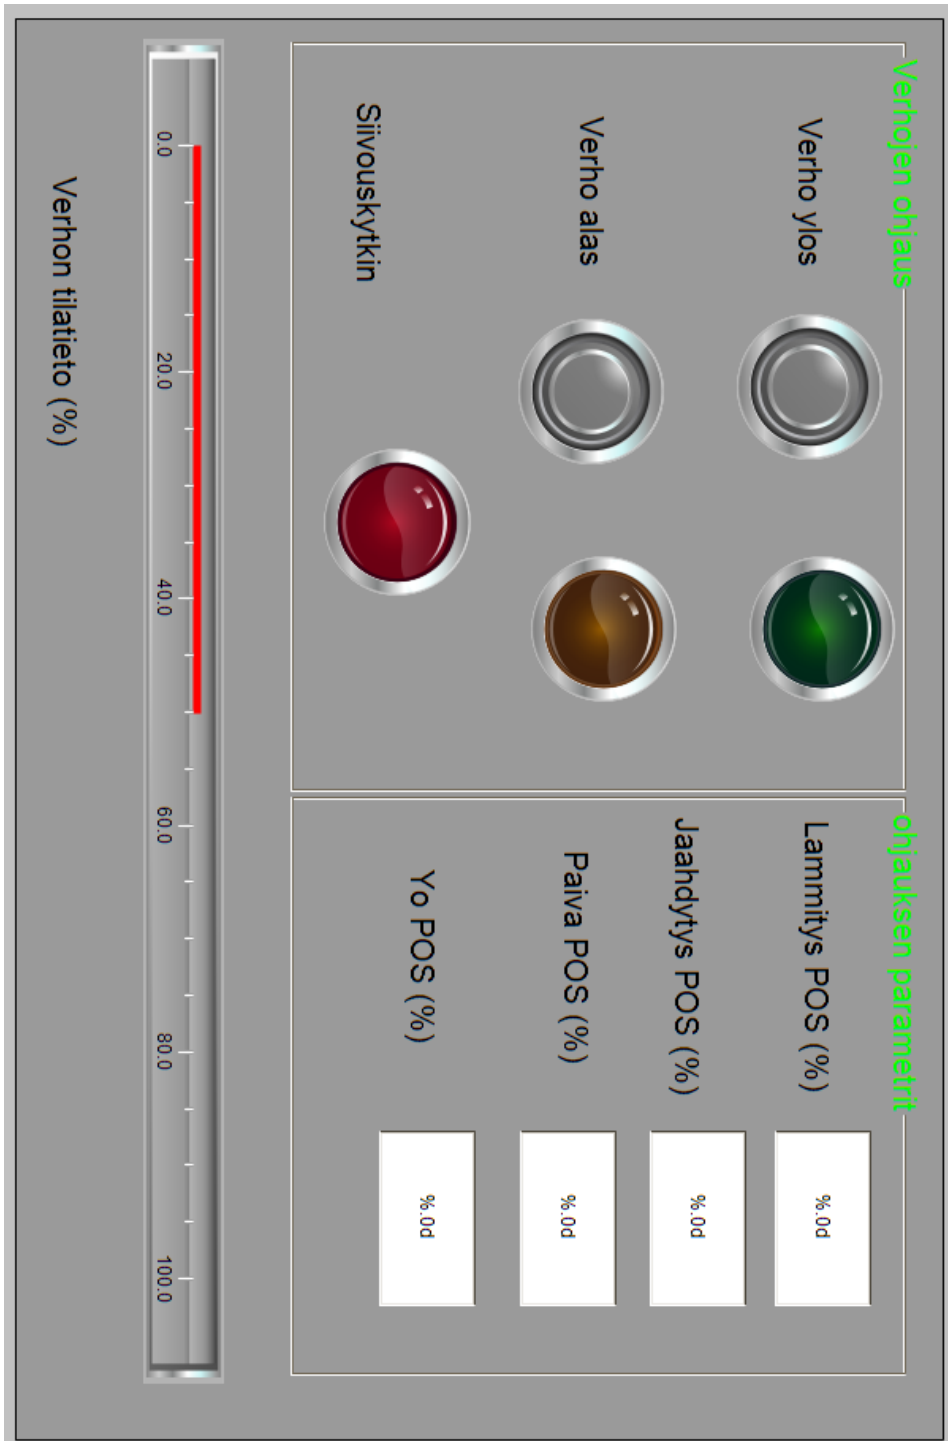 Verhojen ohjaus
Verho ylos
Verho alas
Siivouskytkin
ohjauksen parametrit
Lammitys POS (%)
%.0d
Jaahdytys POS (%)
%.0d
Paiva POS (%)
%.0d
Yo POS (%)
%.0d
0.0 20.0 40.0 60.0 80.0 100.0
Verhon tilatieto (%)